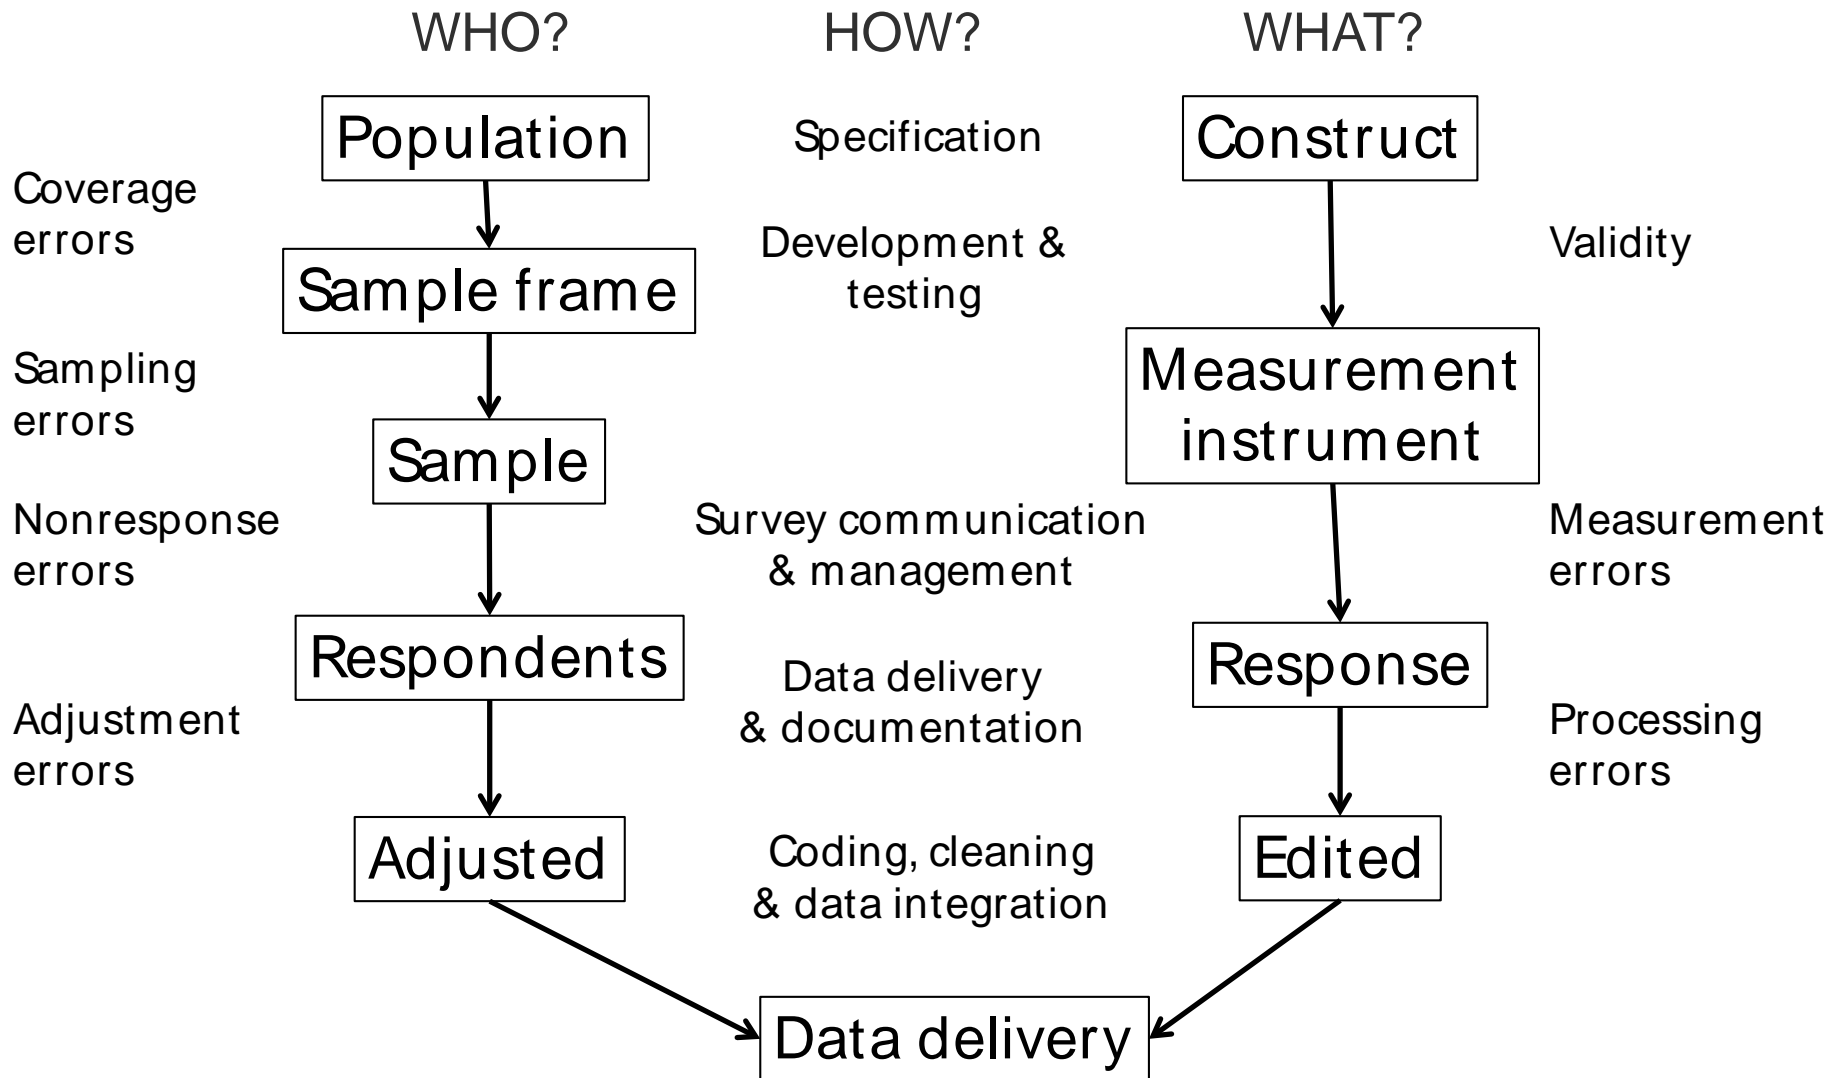 WHO?
HOW?
WHAT?
Population
Specification
Construct
Coverage
errors
Development &
testing
Validity
Sample frame
Sampling
errors
Measurement
instrument
Sample
Nonresponse
errors
Survey communication
& management
Measurement
errors
Respondents
Data delivery
& documentation
Response
Adjustment
errors
Processing
errors
Adjusted
Coding, cleaning
& data integration
Edited
Data delivery